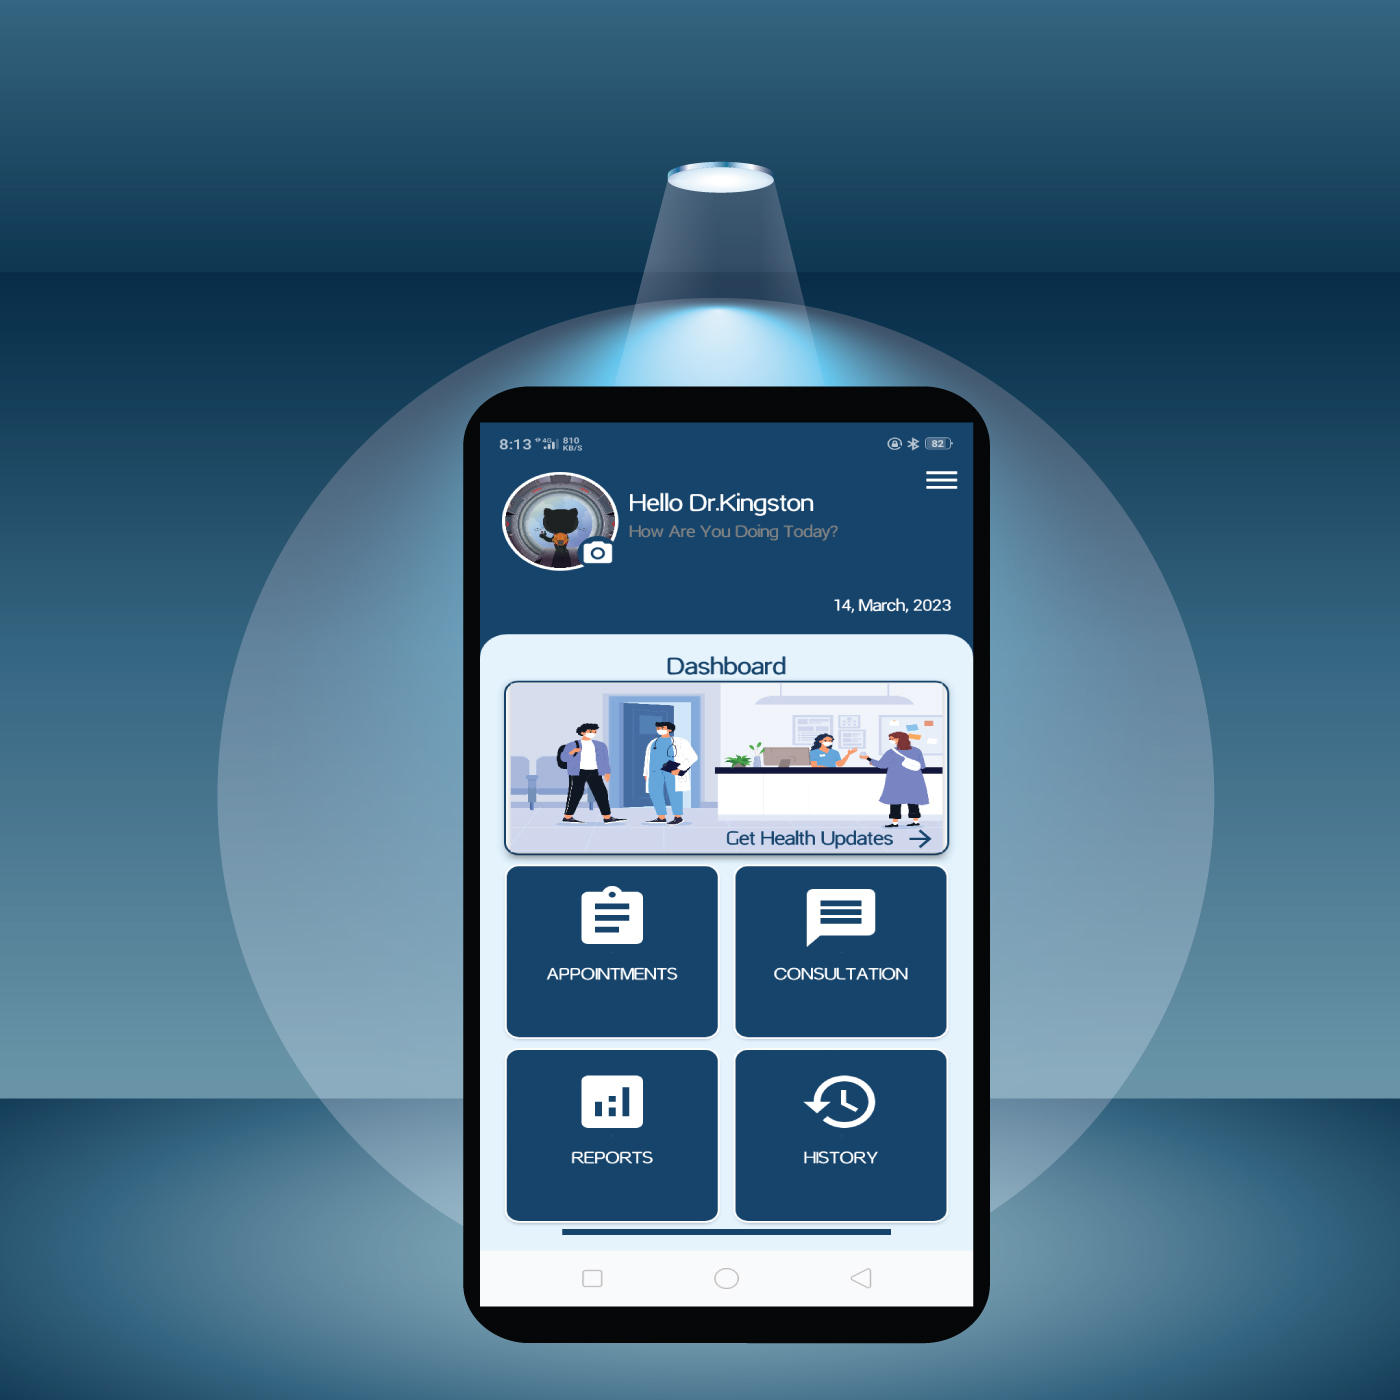 8:13 4G 810 KB/S 82
Hello Dr.Kingston
How Are You Doing Today?
14, March, 2023
Dashboard
Get Health Updates
APPOINTMENTS CONSULTATION
REPORTS HISTORY